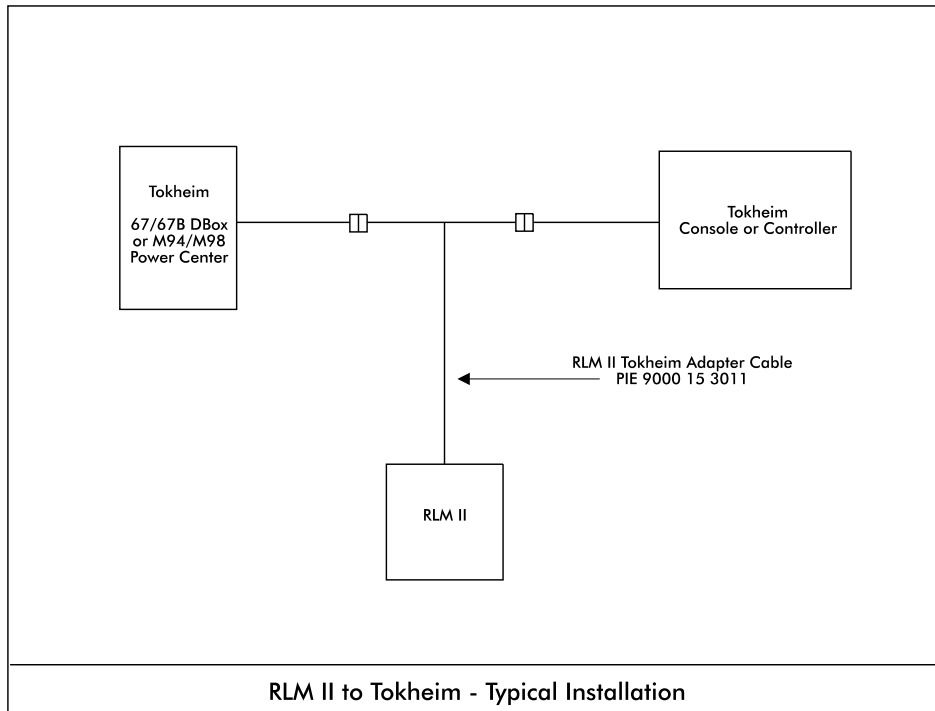 Tokheim
67/67B DBox
or M94/M98
Power Center
Tokheim
Console or Controller
RLM II Tokheim Adapter Cable
PIE 9000 15 3011
RLM II
RLM II to Tokheim - Typical Installation